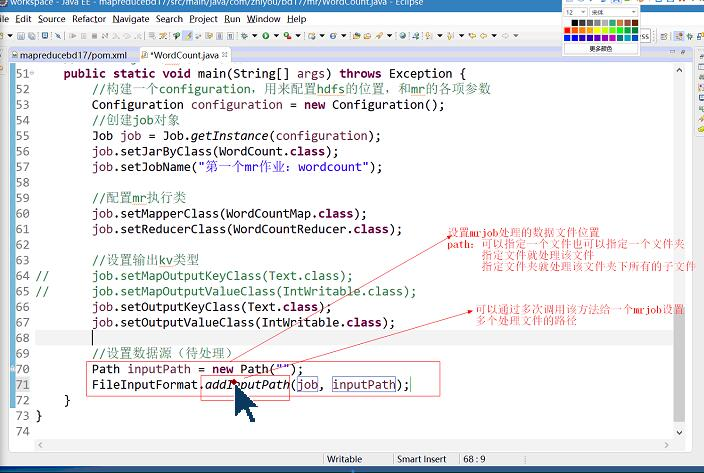 workspace - Java EE - mapreducebd17/src/main/java/com/zhiyou/bd17/mr/WordCount.java - Eclipse
File Edit Source Refactor Navigate Search Project Run Window Help
12 宋体
更多颜色
mapreducebd17/pom.xml *WordCount.java
51 public static void main(String[] args) throws Exception {
52 //构建一个configuration，用来配置hdfs的位置，和mr的各项参数
53 Configuration configuration = new Configuration();
54 //创建job对象
55 Job job = Job.getInstance(configuration);
56 job.setJarByClass(WordCount.class);
57 job.setJobName("第一个mr作业：wordcount");
58
59 //配置mr执行类
60 job.setMapperClass(WordCountMap.class);
61 job.setReducerClass(WordCountReducer.class);
62
63 //设置输出kv类型
64 // job.setMapOutputKeyClass(Text.class);
65 // job.setMapOutputValueClass(IntWritable.class);
66 job.setOutputKeyClass(Text.class);
67 job.setOutputValueClass(IntWritable.class);
68
69 //设置数据源（待处理）
70 Path inputPath = new Path("");
71 FileInputFormat.addInputPath(job, inputPath);
72 }
73 }
74
设置mrjob处理的数据文件位置
path：可以指定一个文件也可以指定一个文件夹
指定文件就处理该文件
指定文件夹就处理该文件夹下所有的子文件
可以通过多次调用该方法给一个mrjob设置
多个处理文件的路径
Writable Smart Insert 68 : 9